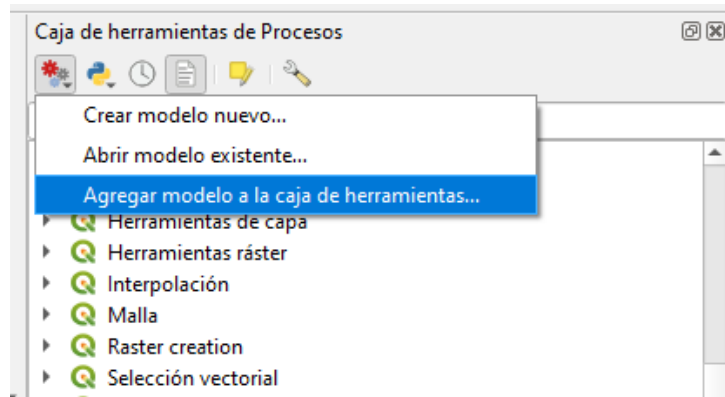 Caja de herramientas de Procesos
Crear modelo nuevo...
Abrir modelo existente...
Agregar modelo a la caja de herramientas...
Herramientas de capa
Herramientas ráster
Interpolación
Malla
Raster creation
Selección vectorial